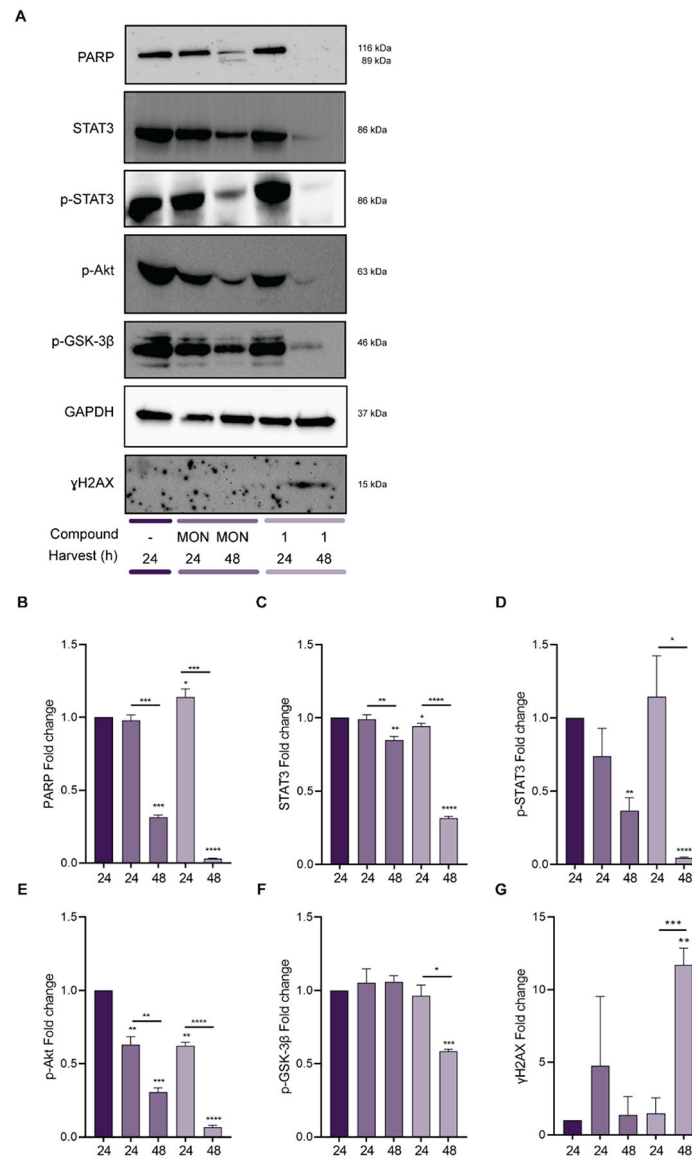 A
PARP
116 kDa
89 kDa
STAT3
86 kDa
p-STAT3
86 kDa
p-Akt
63 kDa
p-GSK-3β
46 kDa
GAPDH
37 kDa
ɣH2AX
15 kDa
Compound - MON MON 1 1
Harvest (h) 24 24 48 24 48
B
PARP Fold change
1.5
1.0
0.5
0.0
***
***
*
***
****
24 24 48 24 48
C
STAT3 Fold change
1.5
1.0
0.5
0.0
**
****
**
*
****
24 24 48 24 48
D
p-STAT3 Fold change
1.5
1.0
0.5
0.0
*
**
****
24 24 48 24 48
E
p-Akt Fold change
1.5
1.0
0.5
0.0
**
**
****
**
***
****
24 24 48 24 48
F
p-GSK-3β Fold change
1.5
1.0
0.5
0.0
*
***
24 24 48 24 48
G
ɣH2AX Fold change
15
10
5
0
***
**
24 24 48 24 48